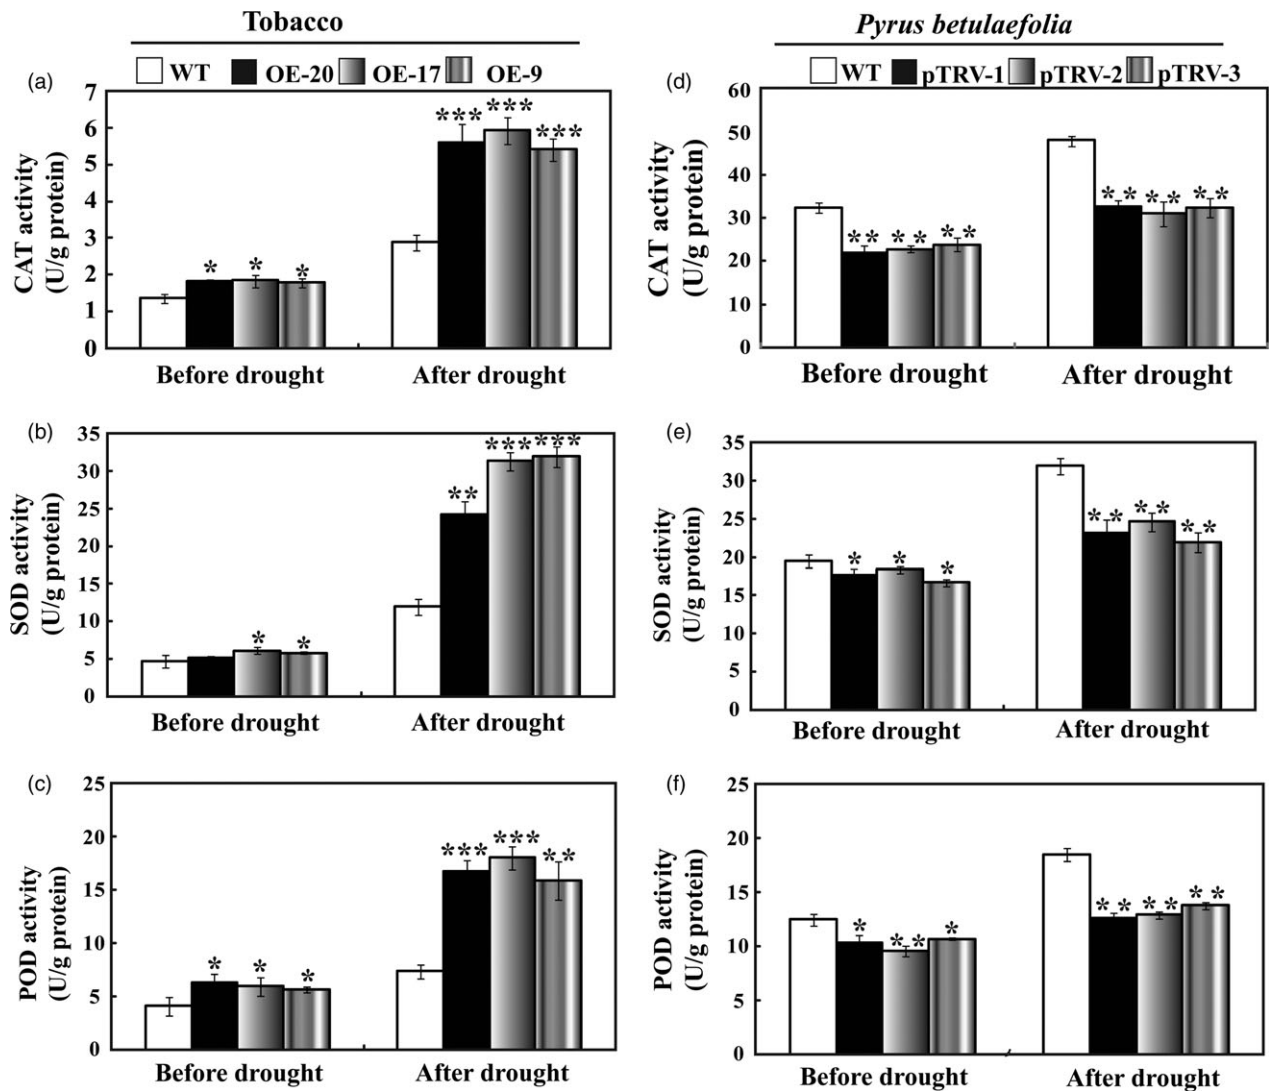 Tobacco
WT OE-20 OE-17 OE-9
(a)
CAT activity
(U/g protein)
7
6
5
4
3
2
1
1
* * *
*** *** ***
Before drought After drought
(b)
SOD activity
(U/g protein)
35
30
25
20
15
10
5
0
* *
** *** ***
Before drought After drought
(c)
POD activity
(U/g protein)
25
20
15
10
5
0
* * *
*** *** **
Before drought After drought
Pyrus betulaefolia
WT pTRV-1 pTRV-2 pTRV-3
(d)
CAT activity
(U/g protein)
60
50
40
30
20
10
0
** ** **
** ** **
Before drought After drought
(e)
SOD activity
(U/g protein)
35
30
25
20
15
10
5
0
* * *
** ** **
Before drought After drought
(f)
POD activity
(U/g protein)
25
20
15
10
5
0
* ** *
** ** **
Before drought After drought